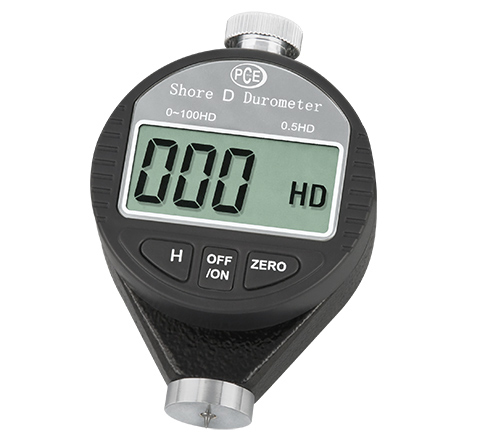 PCE
Shore D Durometer
0~100HD 0.5HD
000 HD
H OFF /ON ZERO